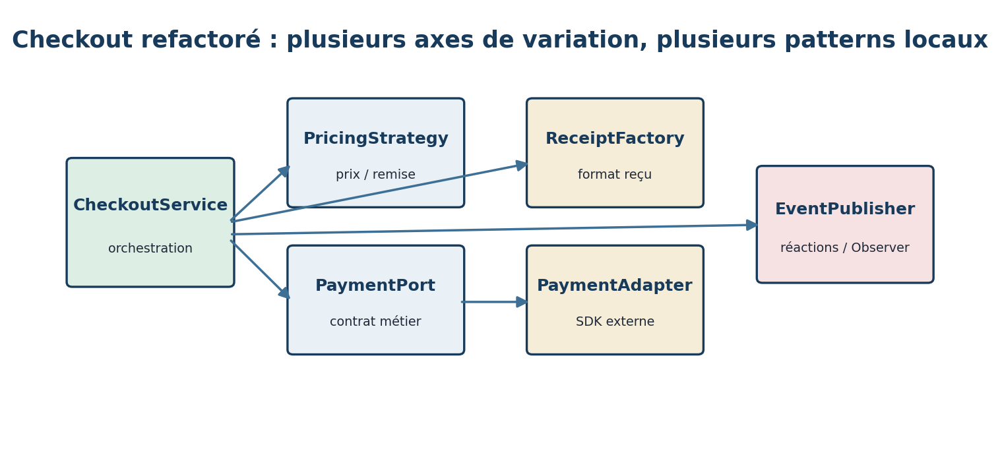 Checkout refactoré : plusieurs axes de variation, plusieurs patterns locaux
CheckoutService
orchestration
PricingStrategy
prix / remise
ReceiptFactory
format reçu
PaymentPort
contrat métier
PaymentAdapter
SDK externe
EventPublisher
réactions / Observer